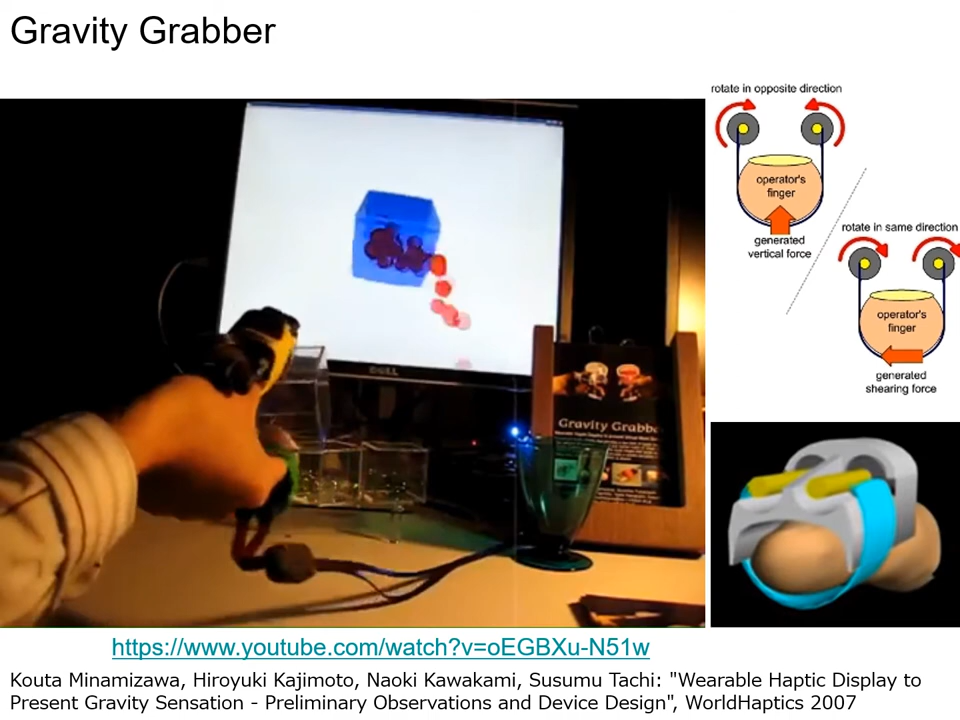 Gravity Grabber
rotate in opposite direction
operator's
finger
generated
vertical force
rotate in same direction
operator's
finger
generated
shearing force
DELL
Gravity Grabbe
https://www.youtube.com/watch?v=oEGBXu-N51w
Kouta Minamizawa, Hiroyuki Kajimoto, Naoki Kawakami, Susumu Tachi: "Wearable Haptic Display to
Present Gravity Sensation - Preliminary Observations and Device Design", WorldHaptics 2007